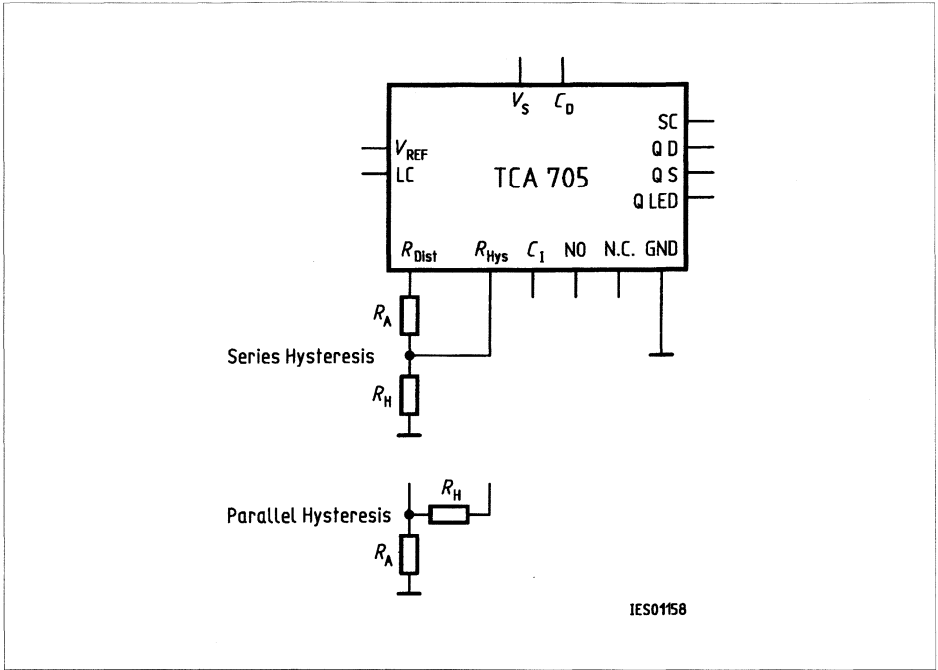 V_S C_D
SC
V_REF Q D
LC TCA 705 Q S
Q LED
R_Dist R_Hys C_I NO N.C. GND
R_A
Series Hysteresis
R_H
R_H
Parallel Hysteresis
R_A
IES01158